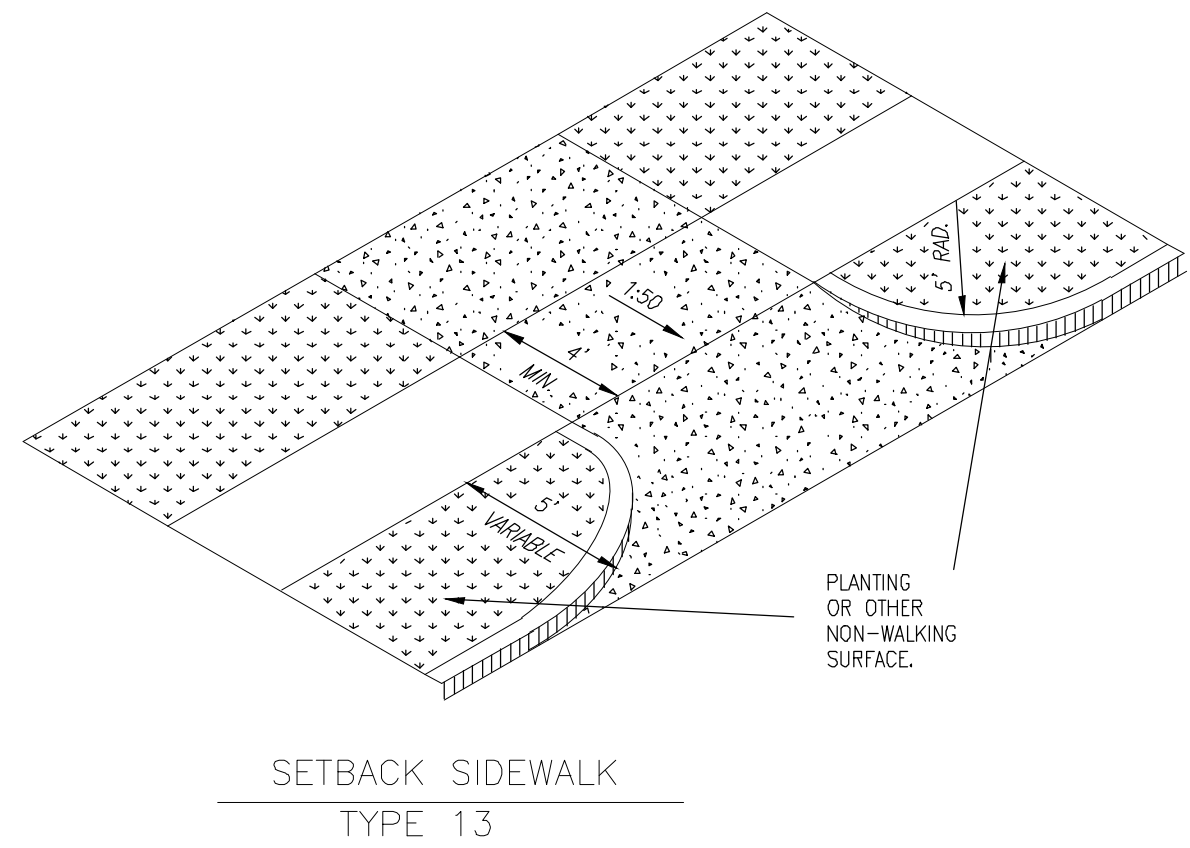 5' RAD.
1:50
4'
MIN.
5'
VARIABLE
PLANTING
OR OTHER
NON-WALKING
SURFACE.
SETBACK SIDEWALK
TYPE 13